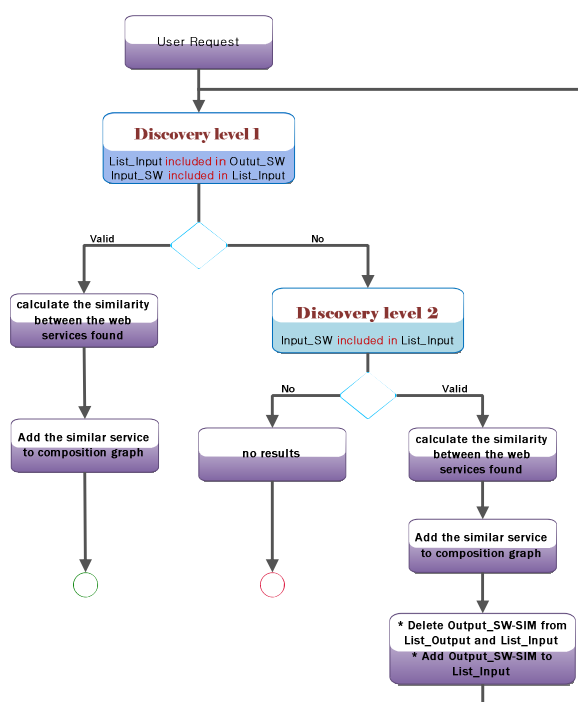 User Request
Discovery level 1
List_Input included in Outut_SW
Input_SW included in List_Input
Valid
No
calculate the similarity
between the web
services found
Discovery level 2
Input_SW included in List_Input
No
Valid
Add the similar service
to composition graph
no results
calculate the similarity
between the web
services found
Add the similar service
to composition graph
* Delete Output_SW-SIM from
List_Output and List_Input
* Add Output_SW-SIM to
List_Input